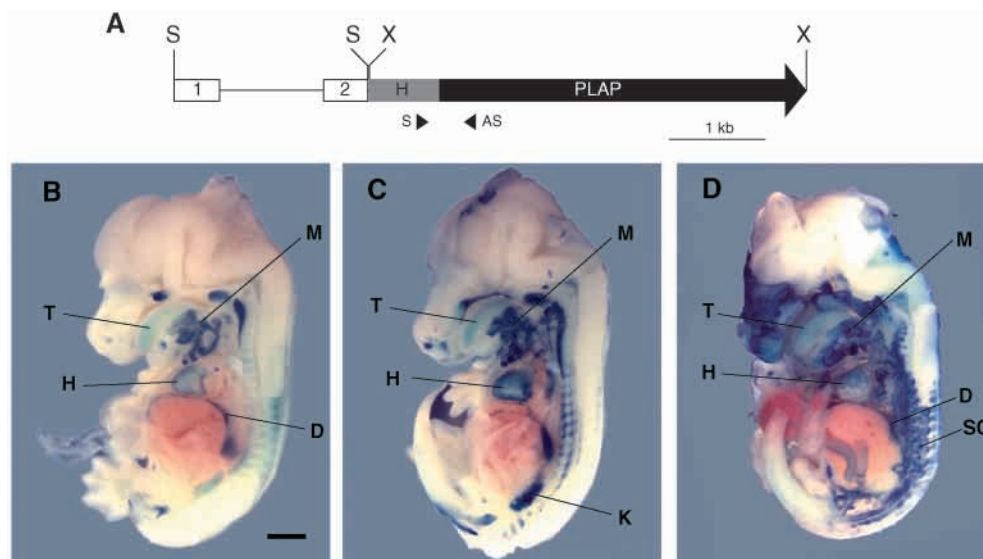 A
S S X X
1 2 H PLAP
S AS
1 kb
B C D
M M M
T T T
H H H
D D
SC
K